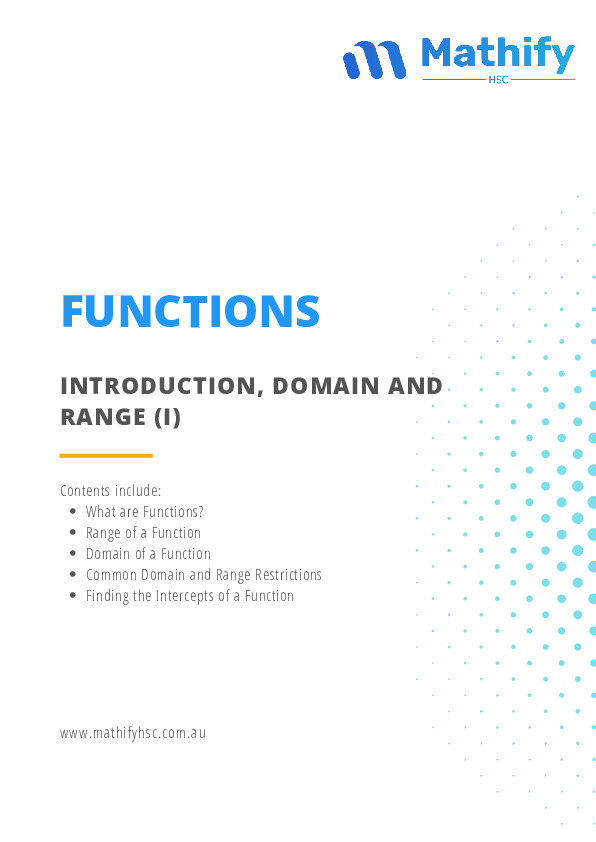 Mathify
HSC
FUNCTIONS
INTRODUCTION, DOMAIN AND
RANGE (I)
Contents include:
• What are Functions?
• Range of a Function
• Domain of a Function
• Common Domain and Range Restrictions
• Finding the Intercepts of a Function
www.mathifyhsc.com.au